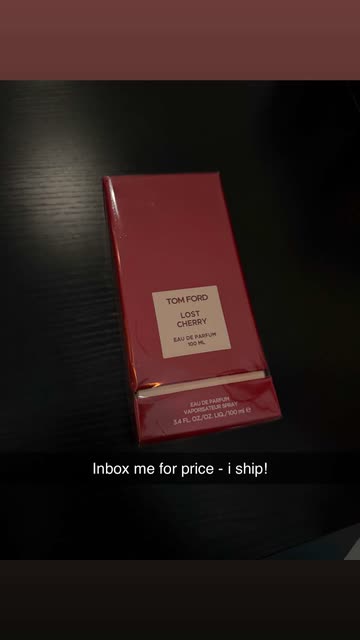 TOM FORD
LOST
CHERRY
EAU DE PARFUM
100 ML
EAU DE PARFUM
VAPORISATEUR SPRAY
3.4 FL. OZ./OZ. LIQ./100 ml ℮
Inbox me for price - i ship!